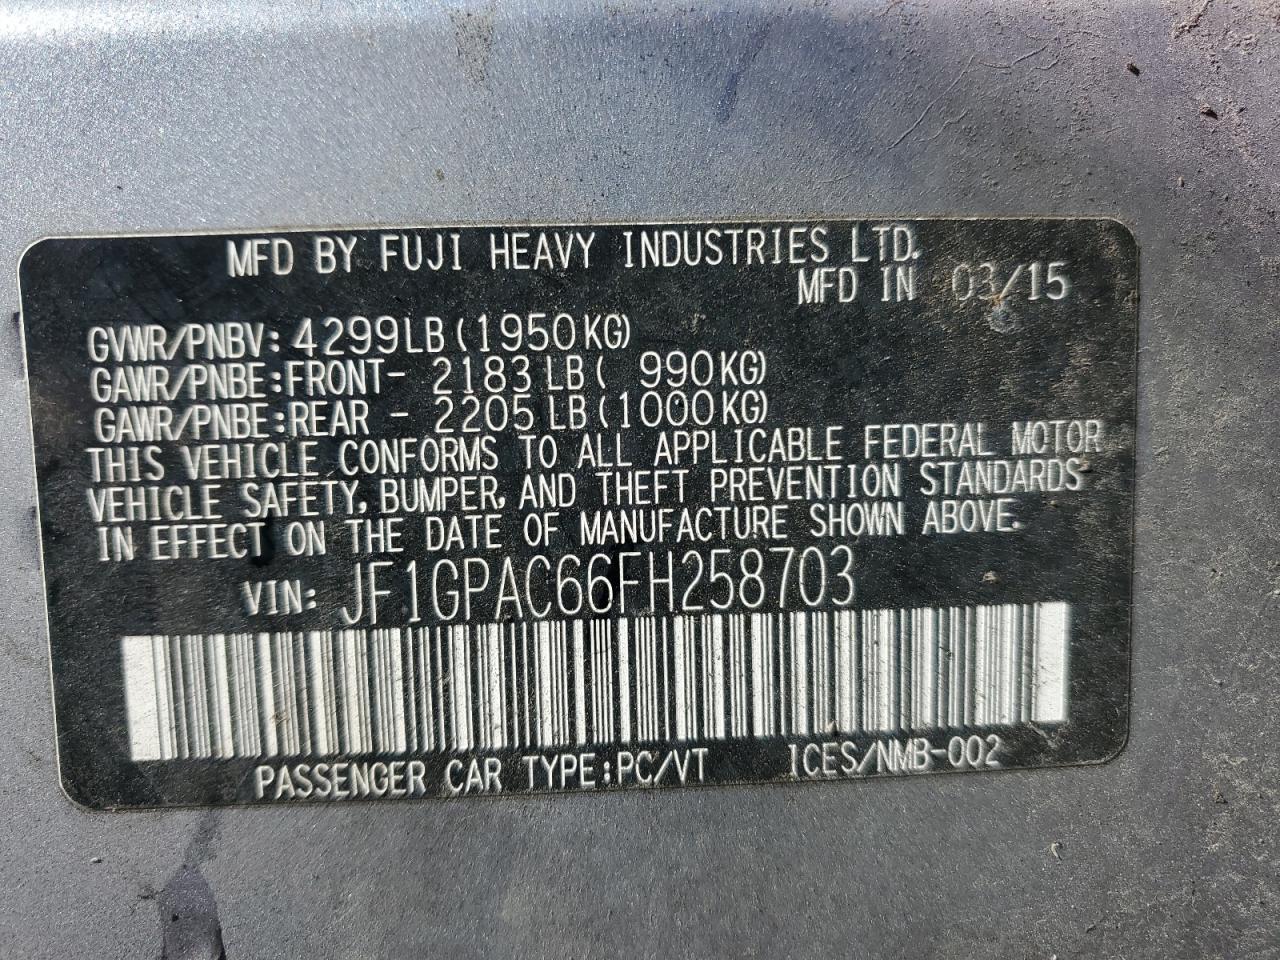 MFD BY FUJI HEAVY INDUSTRIES LTD.
MFD IN 03/15
GVWR/PNBV: 4299LB (1950KG)
GAWR/PNBE:FRONT- 2183 LB ( 990KG)
GAWR/PNBE:REAR - 2205 LB (1000KG)
THIS VEHICLE CONFORMS TO ALL APPLICABLE FEDERAL MOTOR
VEHICLE SAFETY, BUMPER, AND THEFT PREVENTION STANDARDS
IN EFFECT ON THE DATE OF MANUFACTURE SHOWN ABOVE.
VIN: JF1GPAC66FH258703
PASSENGER CAR TYPE:PC/VT ICES/NMB-002